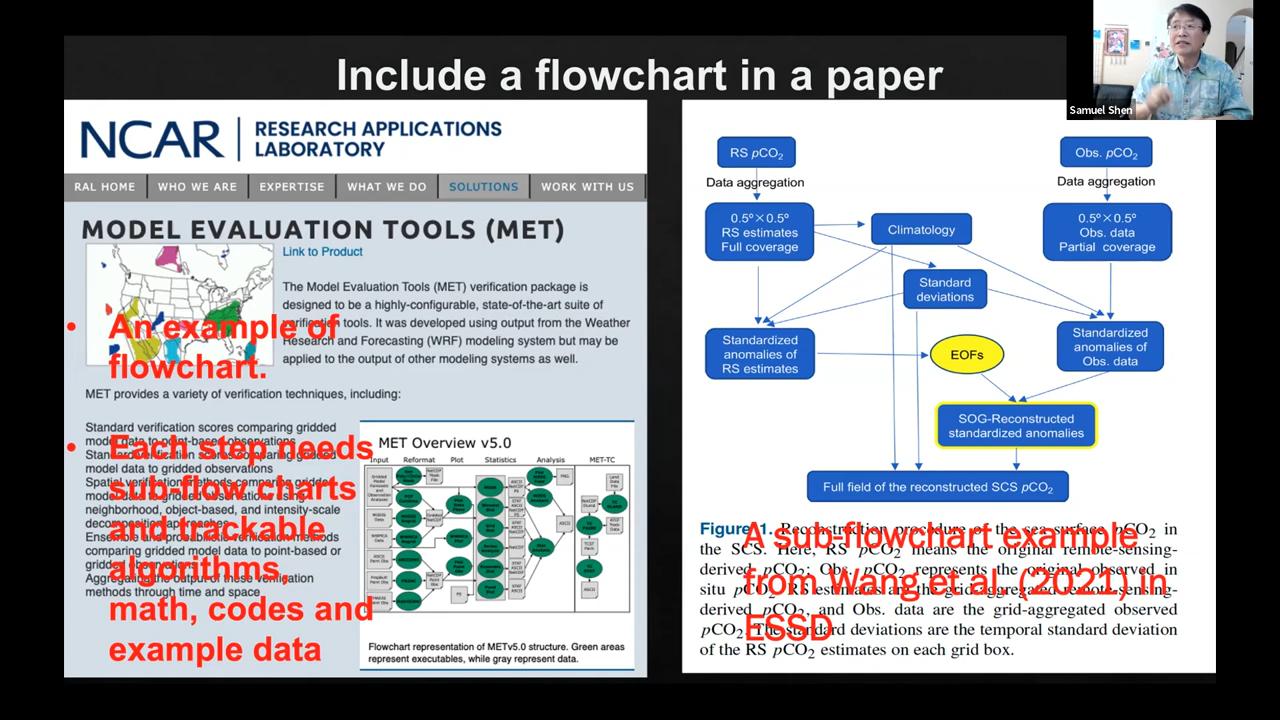 Include a flowchart in a paper
Samuel Shen
NCAR
RESEARCH APPLICATIONS
LABORATORY
RAL HOME
WHO WE ARE
EXPERTISE
WHAT WE DO
SOLUTIONS
WORK WITH US
MODEL EVALUATION TOOLS (MET)
Link to Product
The Model Evaluation Tools (MET) verification package is
designed to be a highly-configurable, state-of-the-art suite of
verification tools. It was developed using output from the Weather
Research and Forecasting (WRF) modeling system but may be
applied to the output of other modeling systems as well.
• An example of
flowchart.
MET provides a variety of verification techniques, including:
Standard verification scores comparing gridded
model data to point-based observations
Standard verification scores comparing gridded
model data to gridded observations
Spatial verification methods comparing gridded
model data to gridded observations using
neighborhood, object-based, and intensity-scale
decomposition approaches
Ensemble and probabilistic verification methods
comparing gridded model data to point-based or
gridded observations
Aggregating the output of these verification
methods through time and space
• Each step needs
sub-flow charts
and trackable
algorithms,
math, codes and
example data
MET Overview v5.0
Input
Reformat
Plot
Statistics
Analysis
MET-TC
Flowchart representation of METv5.0 structure. Green areas
represent executables, while gray represent data.
RS pCO2
Obs. pCO2
Data aggregation
Data aggregation
0.5º×0.5º
RS estimates
Full coverage
Climatology
0.5º×0.5º
Obs. data
Partial coverage
Standard
deviations
Standardized
anomalies of
RS estimates
EOFs
Standardized
anomalies of
Obs. data
SOG-Reconstructed
standardized anomalies
Full field of the reconstructed SCS pCO2
Figure 1. Reconstruction procedure of the sea surface pCO2 in
the SCS. Here, RS pCO2 means the original remote-sensing-
derived pCO2; Obs. pCO2 represents the original observed in
situ pCO2. RS estimates are the grid-aggregated remote-sensing-
derived pCO2, and Obs. data are the grid-aggregated observed
pCO2. The standard deviations are the temporal standard deviation
of the RS pCO2 estimates on each grid box.
A sub-flowchart example
from Wang et al. (2021) in
ESSD